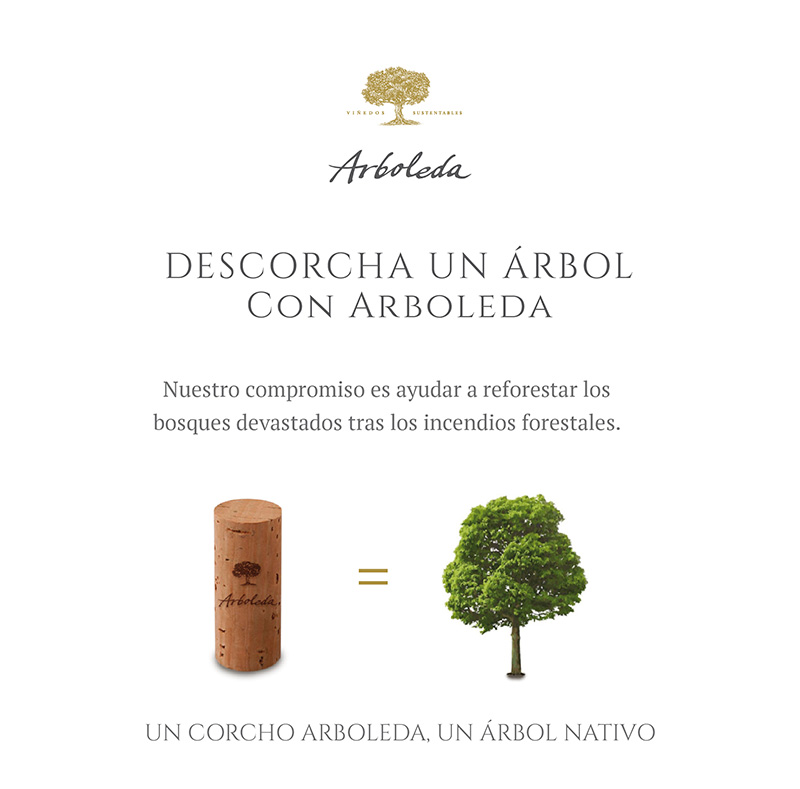 VIÑEDOS SUSTENTABLES
Arboleda
DESCORCHA UN ÁRBOL
CON ARBOLEDA
Nuestro compromiso es ayudar a reforestar los
bosques devastados tras los incendios forestales.
Arboleda
=
UN CORCHO ARBOLEDA, UN ÁRBOL NATIVO